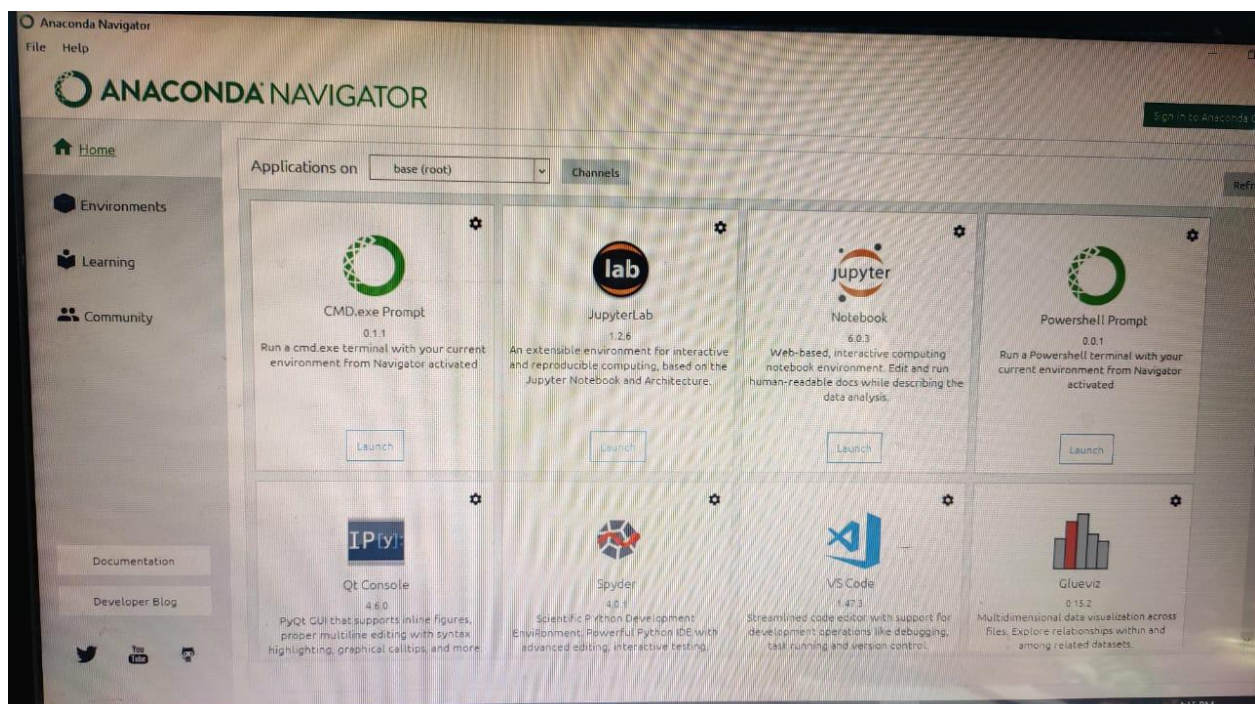 Anaconda Navigator
File Help
ANACONDA NAVIGATOR
Sign in to Anaconda
Home
Applications on base (root) Channels
Environments
Learning
Community
CMD.exe Prompt
0.1.1
Run a cmd.exe terminal with your current
environment from Navigator activated
Launch
lab
JupyterLab
1.2.6
An extensible environment for interactive
and reproducible computing, based on the
Jupyter Notebook and Architecture.
Launch
jupyter
Notebook
6.0.3
Web-based, interactive computing
notebook environment. Edit and run
human-readable docs while describing the
data analysis.
Launch
Powershell Prompt
0.0.1
Run a Powershell terminal with your
current environment from Navigator
activated
Launch
IP[y]:
Qt Console
4.6.0
PyQt GUI that supports inline figures,
proper multiline editing with syntax
highlighting, graphical calltips, and more
Spyder
4.0.1
Scientific Python Development
EnviRonment. Powerful Python IDE with
advanced editing, interactive testing,
VS Code
1.47.3
Streamlined code editor with support for
development operations like debugging,
task running and version control.
Glueviz
0.15.2
Multidimensional data visualization across
files. Explore relationships within and
among related datasets.
Documentation
Developer Blog
You
Tube